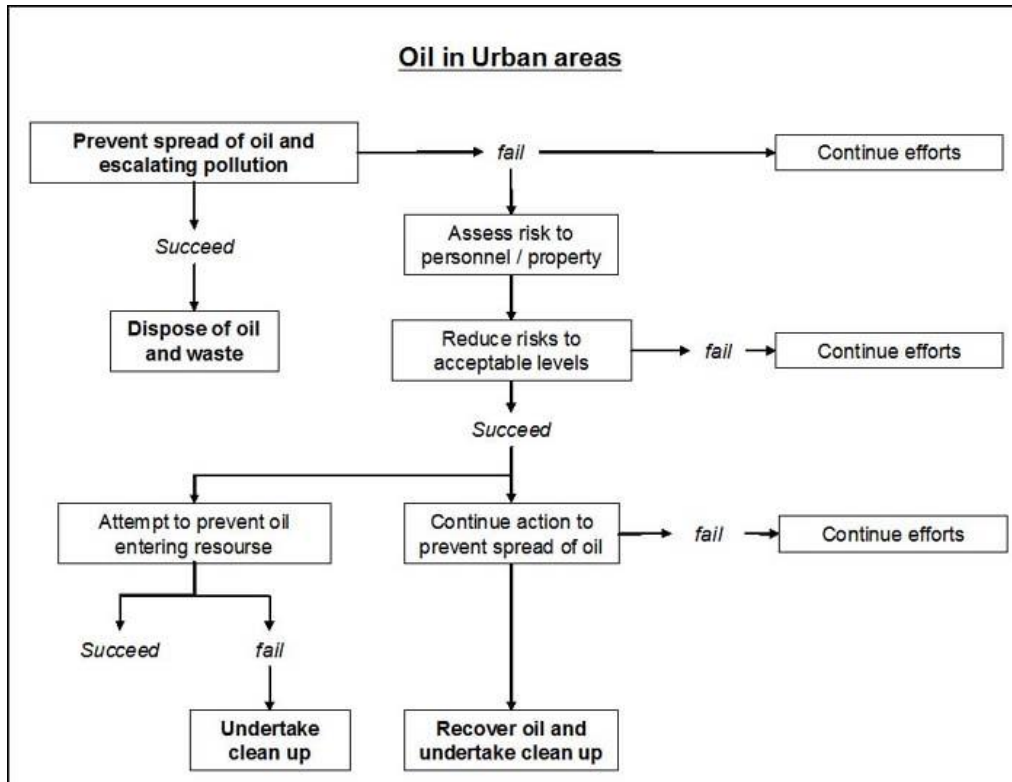 Oil in Urban areas
Prevent spread of oil and
escalating pollution
fail
Continue efforts
Succeed
Assess risk to
personnel / property
Dispose of oil
and waste
Reduce risks to
acceptable levels
fail
Continue efforts
Succeed
Attempt to prevent oil
entering resourse
Continue action to
prevent spread of oil
fail
Continue efforts
Succeed
fail
Undertake
clean up
Recover oil and
undertake clean up